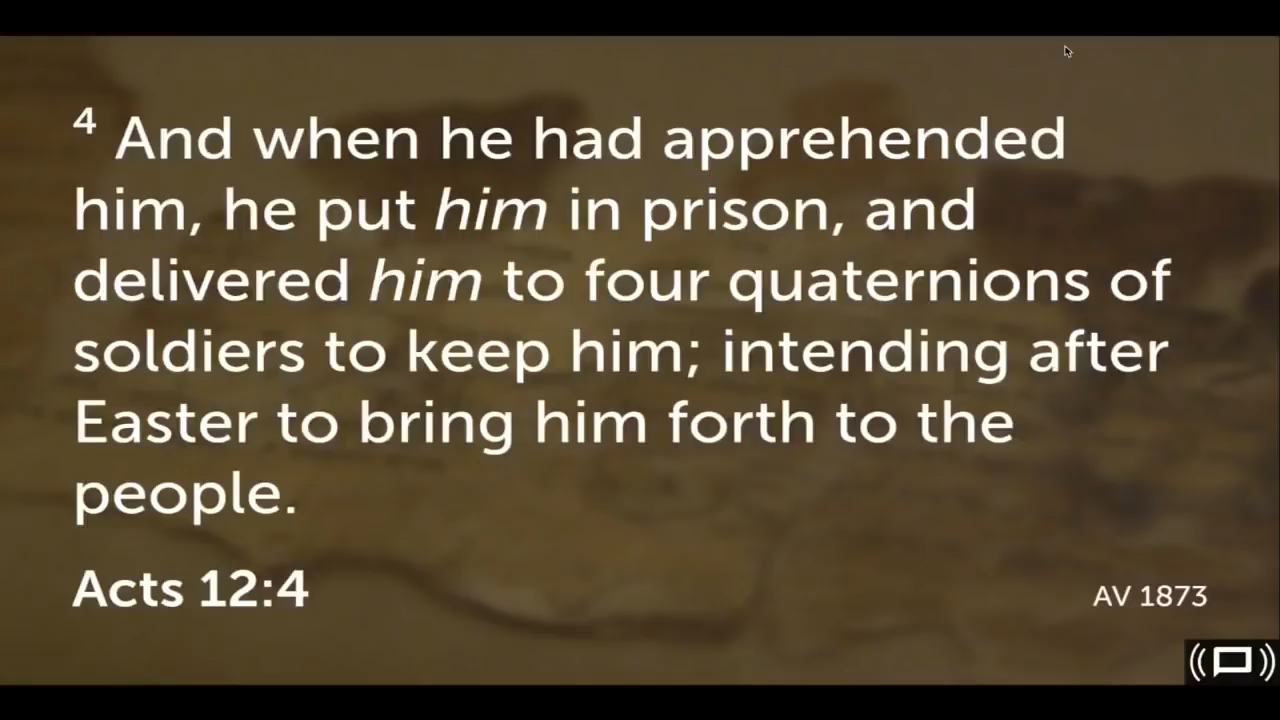 4 And when he had apprehended
him, he put him in prison, and
delivered him to four quaternions of
soldiers to keep him; intending after
Easter to bring him forth to the
people.
Acts 12:4
AV 1873